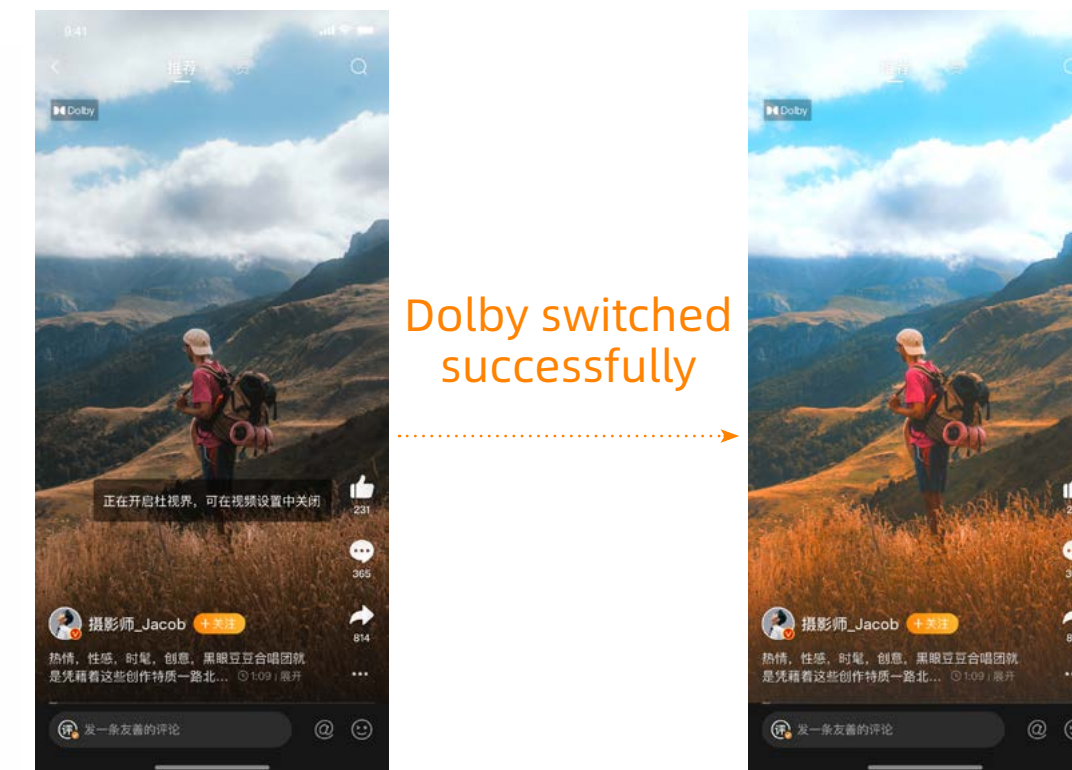 9:41
推荐
Dolby
正在开启杜视界，可在视频设置中关闭
231
365
814
摄影师_Jacob +关注
热情，性感，时髦，创意，黑眼豆豆合唱团就
是凭藉着这些创作特质一路北... 1:09 | 展开
评 发一条友善的评论 @
Dolby switched
successfully
推荐
Dolby
摄影师_Jacob +关注
热情，性感，时髦，创意，黑眼豆豆合唱团就
是凭藉着这些创作特质一路北... 1:09 | 展开
评 发一条友善的评论 @